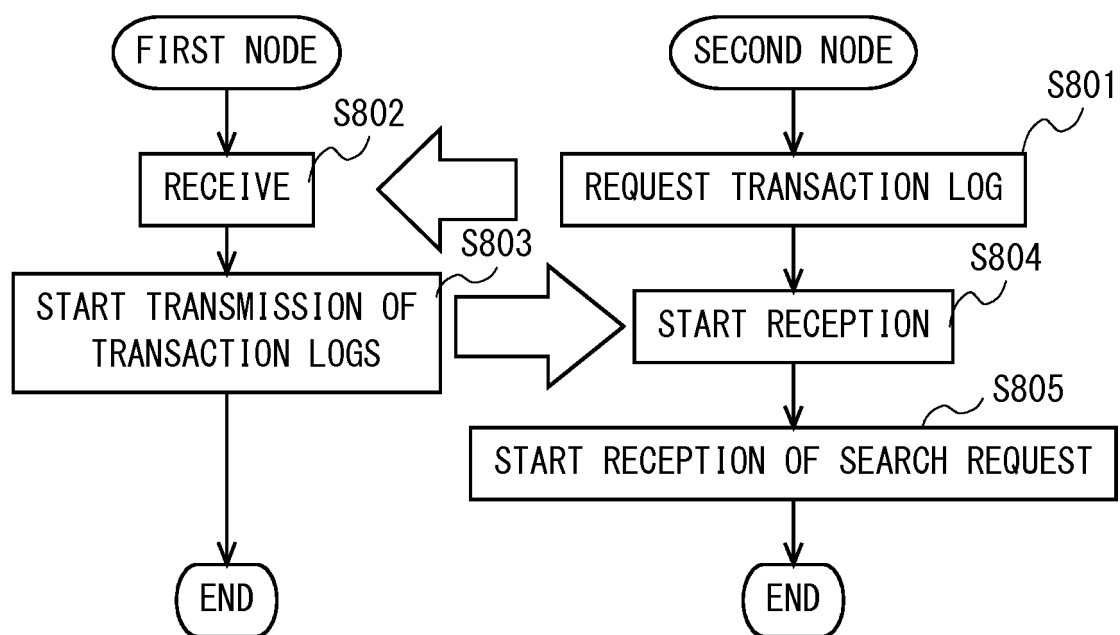 FIRST NODE
SECOND NODE
S801
S802
RECEIVE
REQUEST TRANSACTION LOG
S803
S804
START TRANSMISSION OF
TRANSACTION LOGS
START RECEPTION
S805
START RECEPTION OF SEARCH REQUEST
END
END